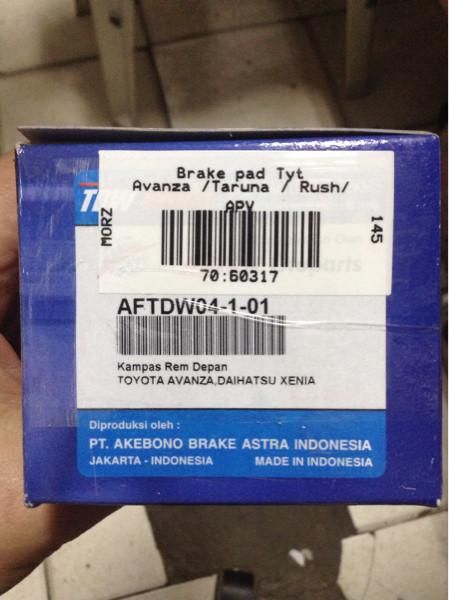 Brake pad Tyt
Avanza /Taruna / Rush/
APV
MORZ
145
70:60317
AFTDW04-1-01
Kampas Rem Depan
TOYOTA AVANZA,DAIHATSU XENIA
Diproduksi oleh :
PT. AKEBONO BRAKE ASTRA INDONESIA
JAKARTA - INDONESIA
MADE IN INDONESIA